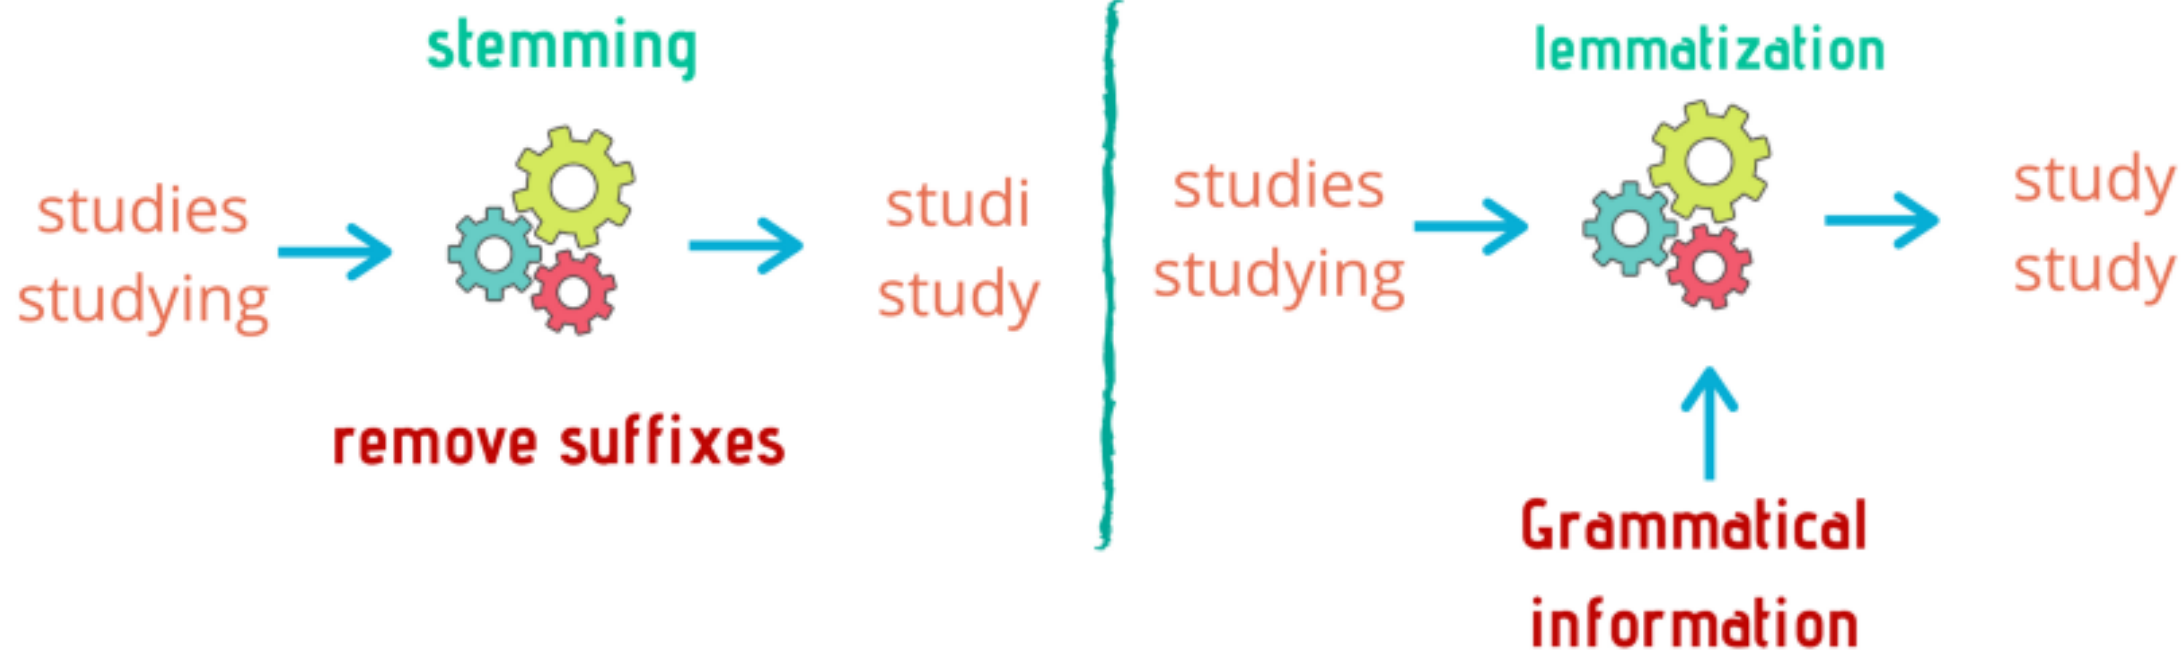 stemming
studies
studying
studi
study
remove suffixes
lemmatization
studies
studying
study
study
Grammatical
information